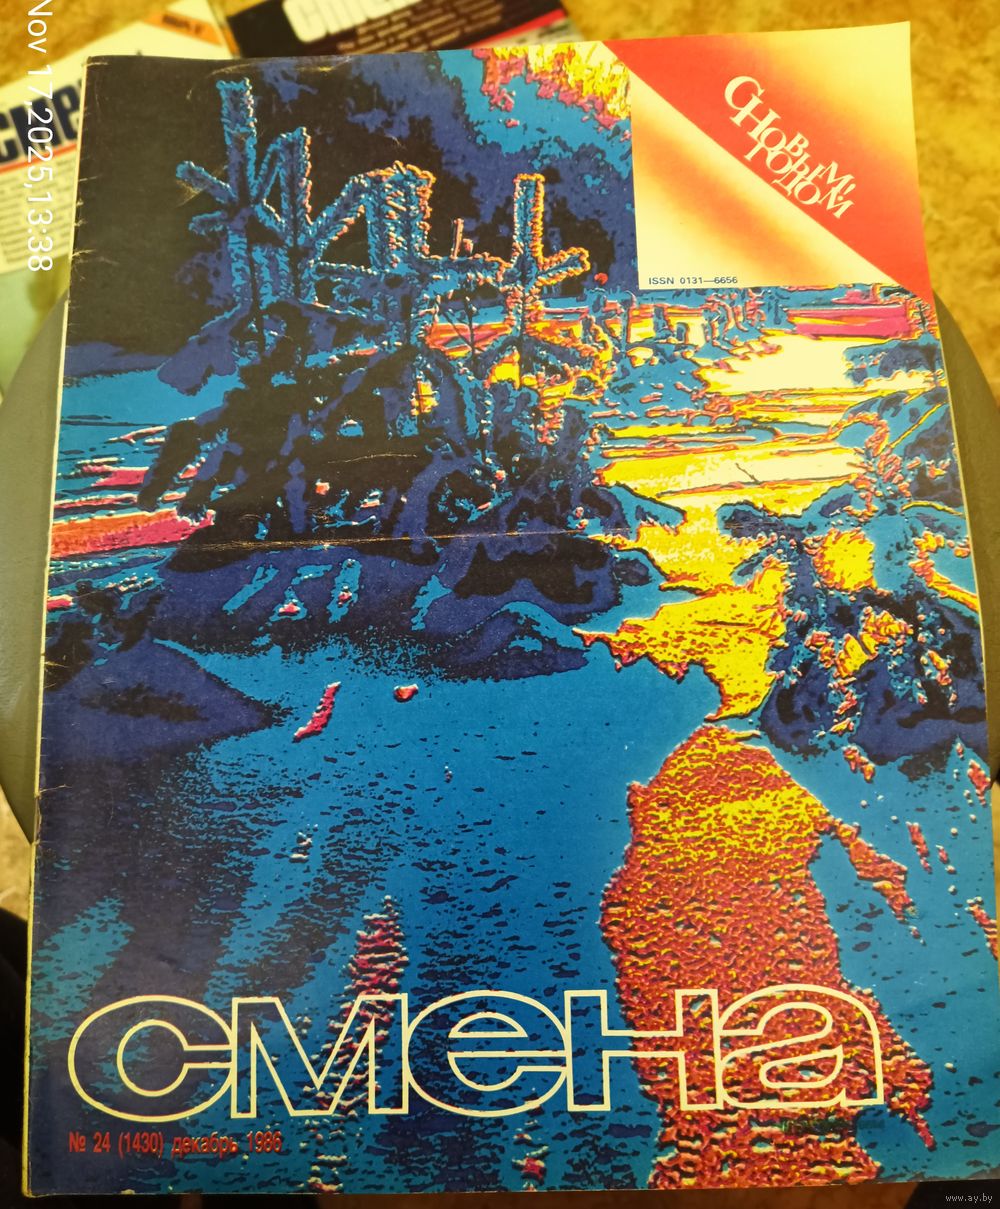 Nov 17,2025,13:38
С НОВЫМ
ГОДОМ!
ISSN 0131—6656
смена
№ 24 (1430) декабрь 1986
www.ay.by